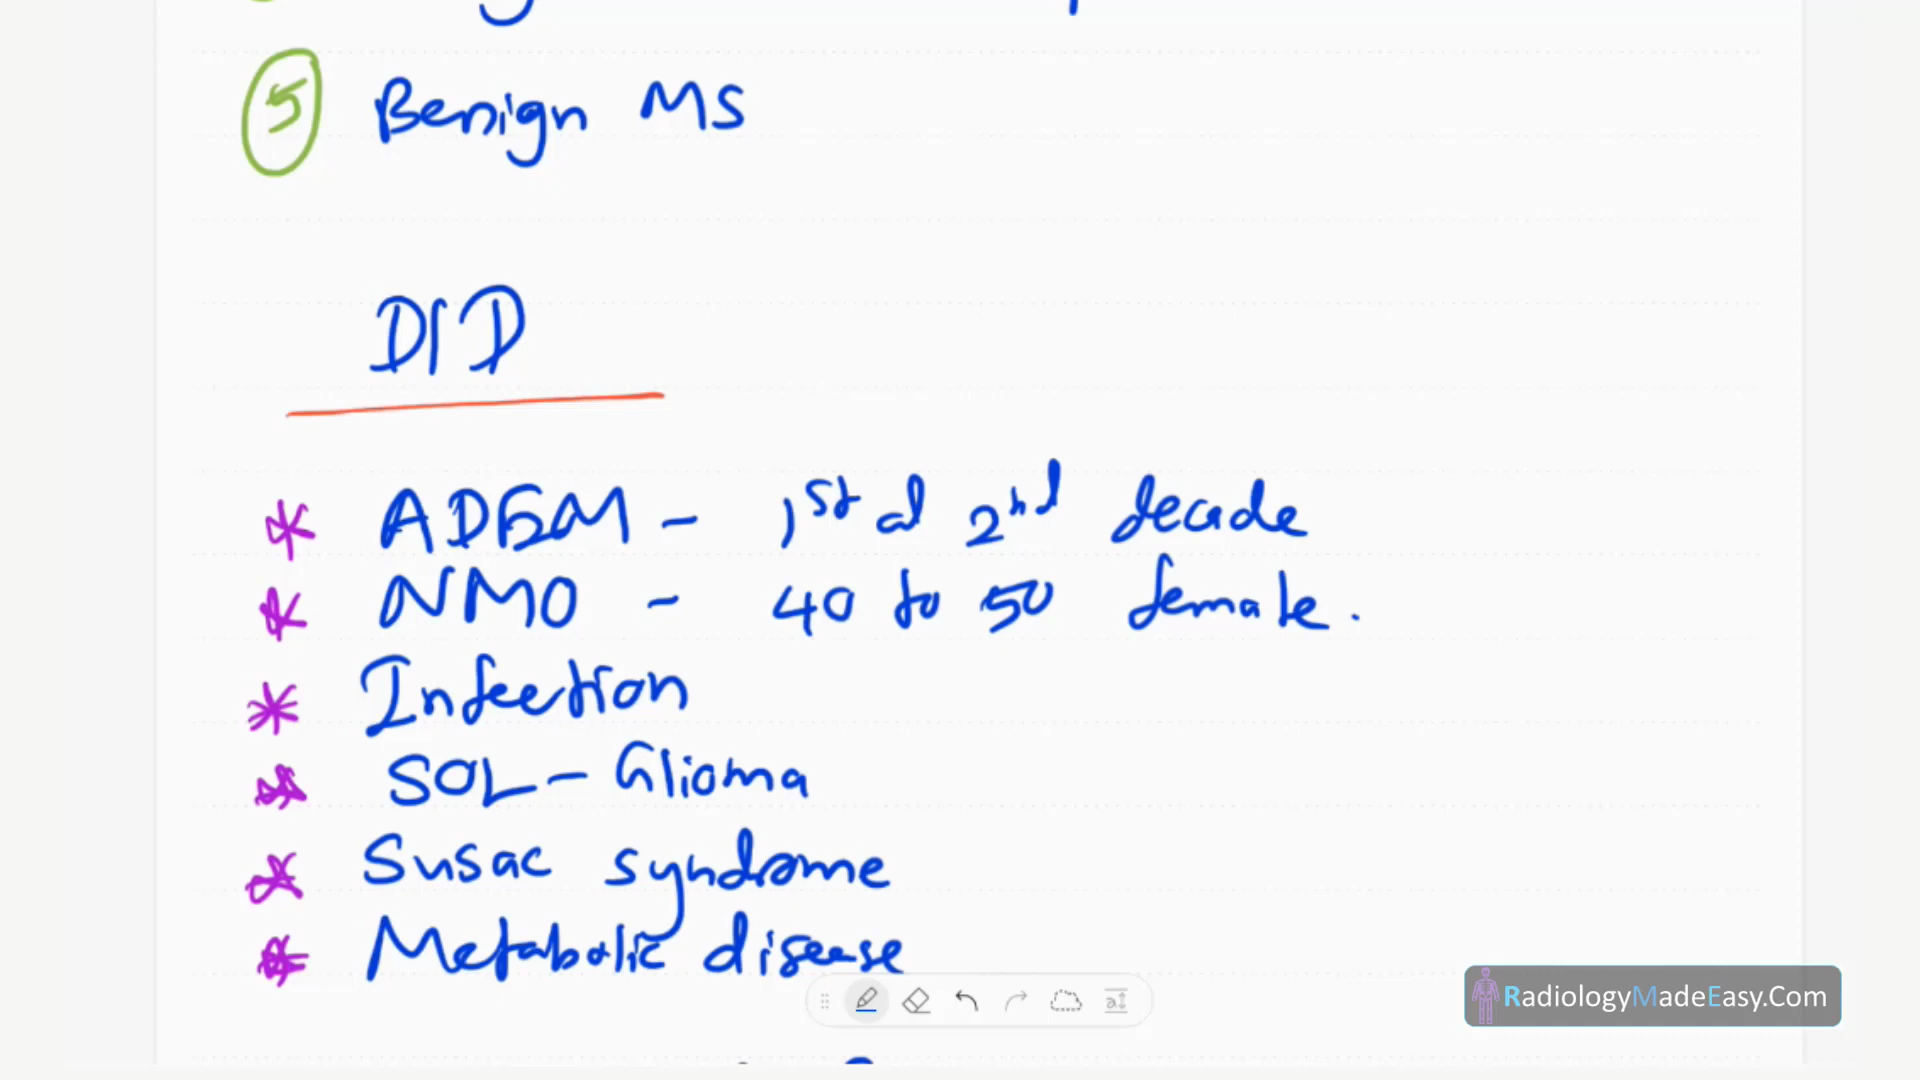 5 Benign MS
D/D
* ADEM - 1st al 2nd decade
* NMO - 40 to 50 female.
* Infection
* SOL - Glioma
* Susac syndrome
* Metabolic disease
RadiologyMadeEasy.Com